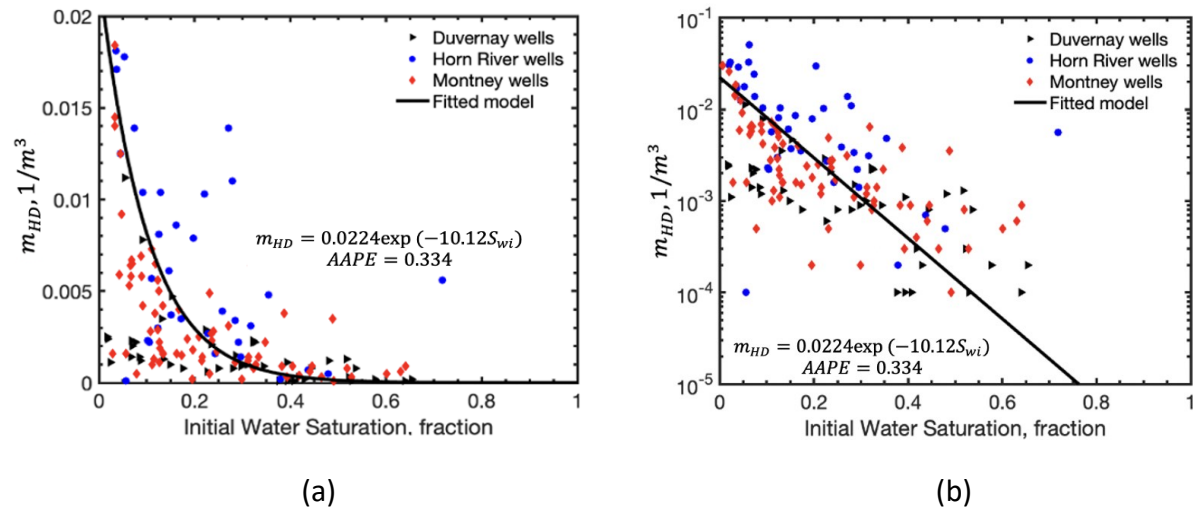 0.02
0.015
0.01
0.005
0
m_HD, 1/m³
Duvernay wells
Horn River wells
Montney wells
Fitted model
m_HD = 0.0224exp (−10.12S_wi)
AAPE = 0.334
0 0.2 0.4 0.6 0.8 1
Initial Water Saturation, fraction
(a)
10⁻¹
10⁻²
10⁻³
10⁻⁴
10⁻⁵
m_HD, 1/m³
Duvernay wells
Horn River wells
Montney wells
Fitted model
m_HD = 0.0224exp (−10.12S_wi)
AAPE = 0.334
0 0.2 0.4 0.6 0.8 1
Initial Water Saturation, fraction
(b)